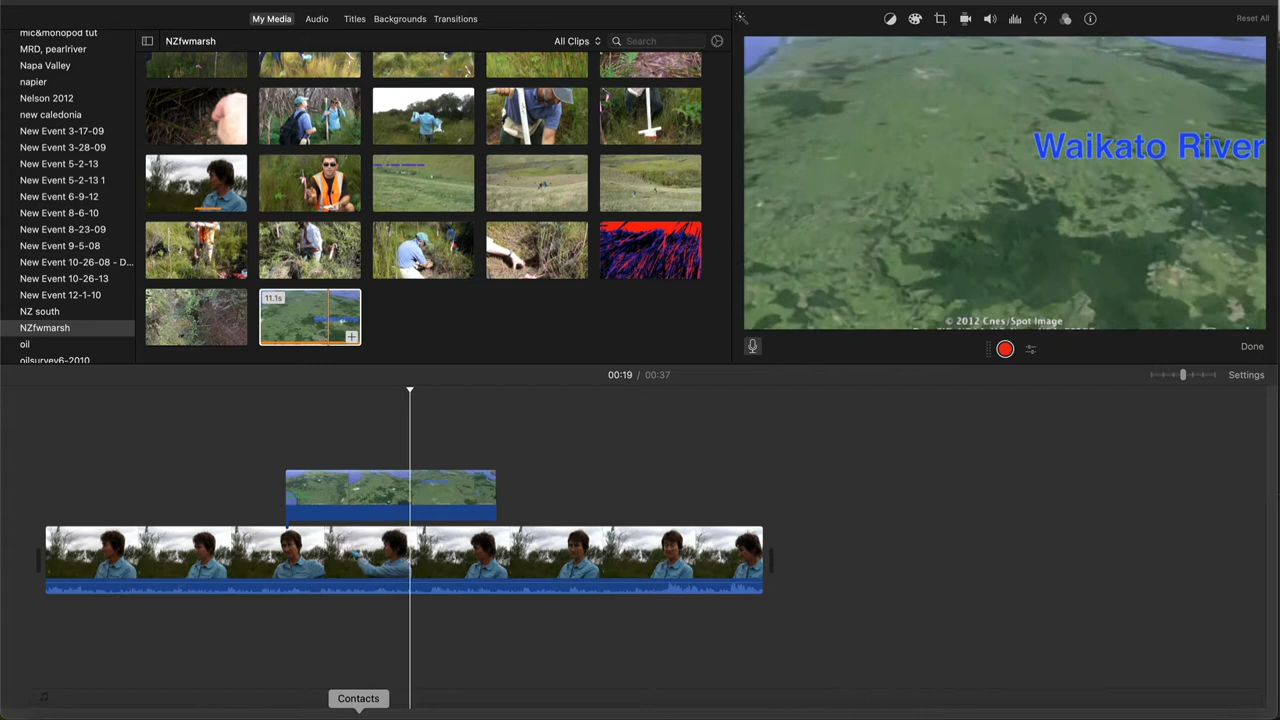 My Media
Audio
Titles
Backgrounds
Transitions
Reset All
mic&monopod tut
MRD, pearlriver
Napa Valley
napier
Nelson 2012
new caledonia
New Event 3-17-09
New Event 3-28-09
New Event 5-2-13
New Event 5-2-13 1
New Event 6-9-12
New Event 8-6-10
New Event 8-23-09
New Event 9-5-08
New Event 10-26-08 - D...
New Event 10-26-13
New Event 12-1-10
NZ south
NZfwmarsh
oil
oilsurvey6-2010
NZfwmarsh
All Clips
Search
11.1s
Waikato River
© 2012 Cnes/Spot Image
Done
00:19 / 00:37
Settings
Contacts